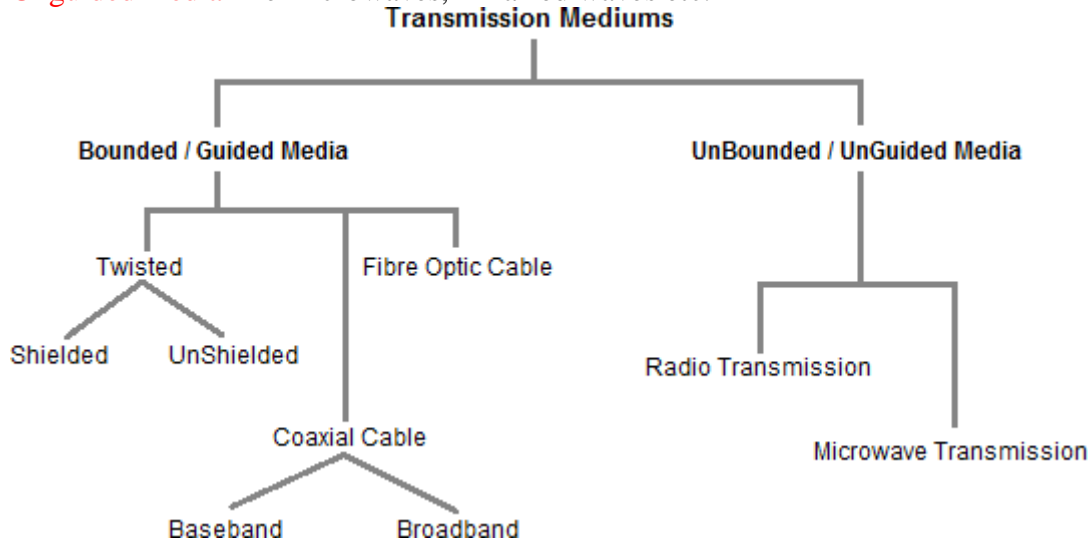 Transmission Mediums
Bounded / Guided Media
UnBounded / UnGuided Media
Twisted
Fibre Optic Cable
Shielded
UnShielded
Radio Transmission
Coaxial Cable
Microwave Transmission
Baseband
Broadband